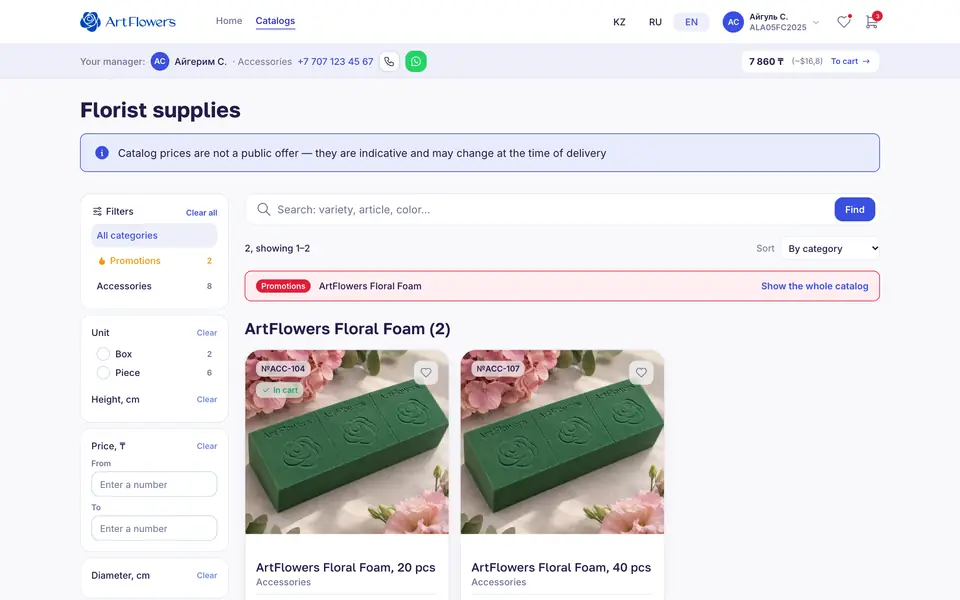 ArtFlowers
Home
Catalogs
KZ
RU
EN
AC
Айгуль С.
ALA05FC2025
3
Your manager:
AC
Айгерим С.
· Accessories
+7 707 123 45 67
7 860 ₸
(~$16,8)
To cart →
Florist supplies
Catalog prices are not a public offer — they are indicative and may change at the time of delivery
Filters
Clear all
All categories
Promotions
2
Accessories
8
Unit
Clear
Box
2
Piece
6
Height, cm
Clear
Price, ₸
Clear
From
Enter a number
To
Enter a number
Diameter, cm
Clear
Search: variety, article, color...
Find
2, showing 1–2
Sort
By category
Promotions
ArtFlowers Floral Foam
Show the whole catalog
ArtFlowers Floral Foam (2)
№ACC-104
In cart
ArtFlowers
ArtFlowers
ArtFlowers
ArtFlowers Floral Foam, 20 pcs
Accessories
№ACC-107
ArtFlowers
ArtFlowers
ArtFlowers
ArtFlowers Floral Foam, 40 pcs
Accessories